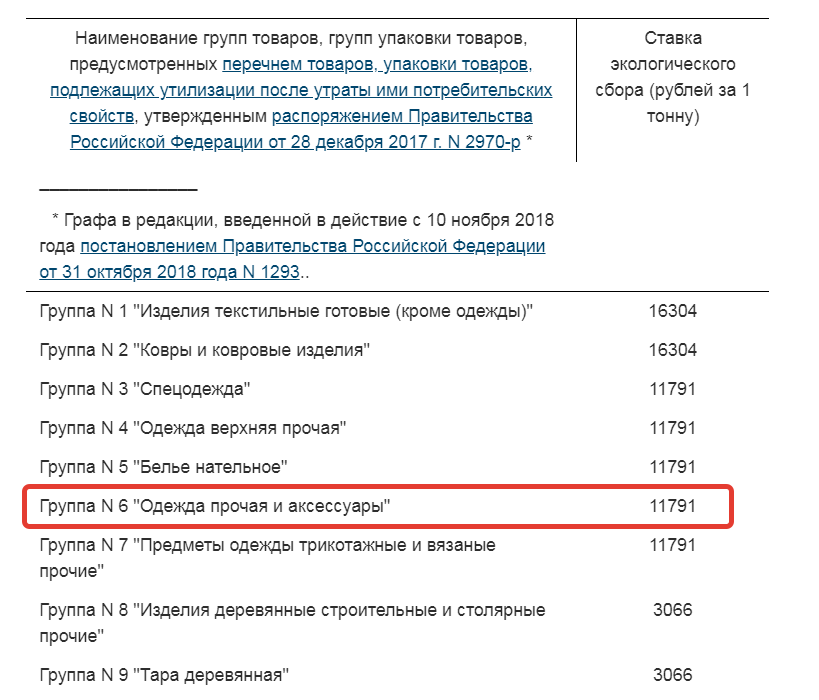 Наименование групп товаров, групп упаковки товаров,
предусмотренных перечнем товаров, упаковки товаров,
подлежащих утилизации после утраты ими потребительских
свойств, утвержденным распоряжением Правительства
Российской Федерации от 28 декабря 2017 г. N 2970-р *
Ставка
экологического
сбора (рублей за 1
тонну)
________________
* Графа в редакции, введенной в действие с 10 ноября 2018
года постановлением Правительства Российской Федерации
от 31 октября 2018 года N 1293..
Группа N 1 "Изделия текстильные готовые (кроме одежды)" 16304
Группа N 2 "Ковры и ковровые изделия" 16304
Группа N 3 "Спецодежда" 11791
Группа N 4 "Одежда верхняя прочая" 11791
Группа N 5 "Белье нательное" 11791
Группа N 6 "Одежда прочая и аксессуары" 11791
Группа N 7 "Предметы одежды трикотажные и вязаные 11791
прочие"
Группа N 8 "Изделия деревянные строительные и столярные 3066
прочие"
Группа N 9 "Тара деревянная" 3066